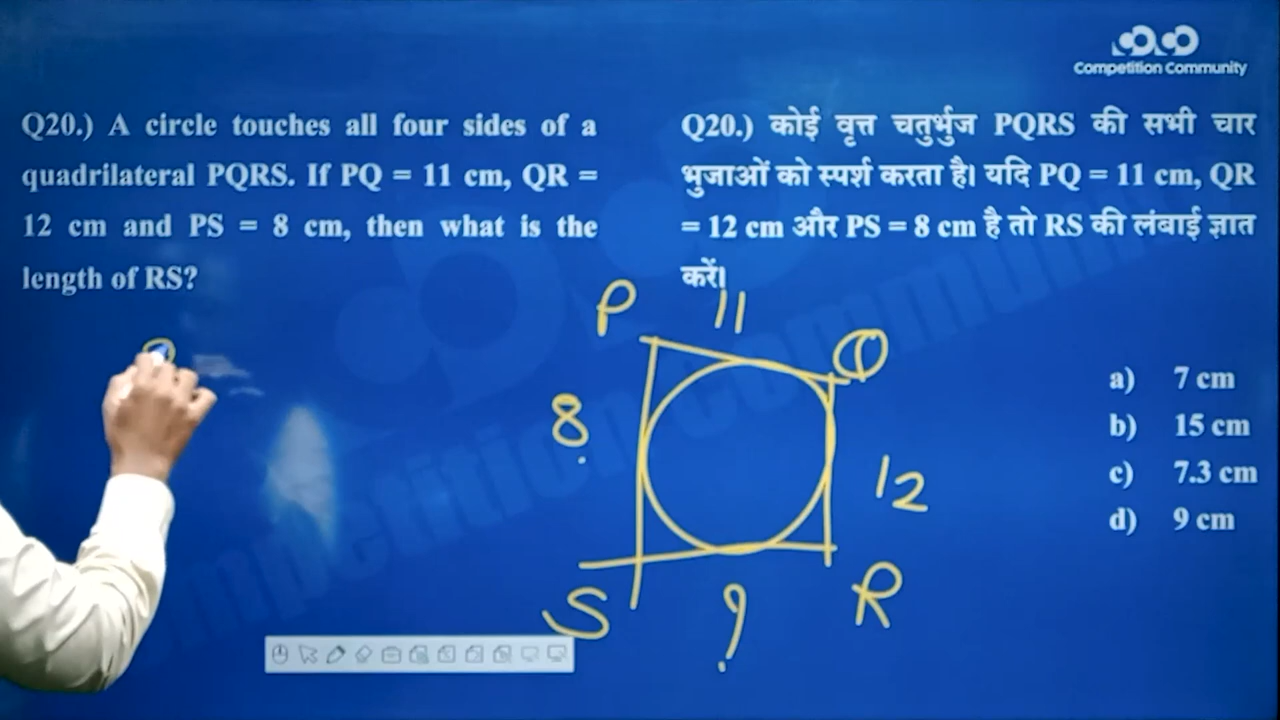 Competition Community
Q20.) A circle touches all four sides of a
quadrilateral PQRS. If PQ = 11 cm, QR =
12 cm and PS = 8 cm, then what is the
length of RS?
Q20.) कोई वृत्त चतुर्भुज PQRS की सभी चार
भुजाओं को स्पर्श करता है। यदि PQ = 11 cm, QR
= 12 cm और PS = 8 cm है तो RS की लंबाई ज्ञात
करें।
P 11 Q
8
12
S ? R
a) 7 cm
b) 15 cm
c) 7.3 cm
d) 9 cm
competition community